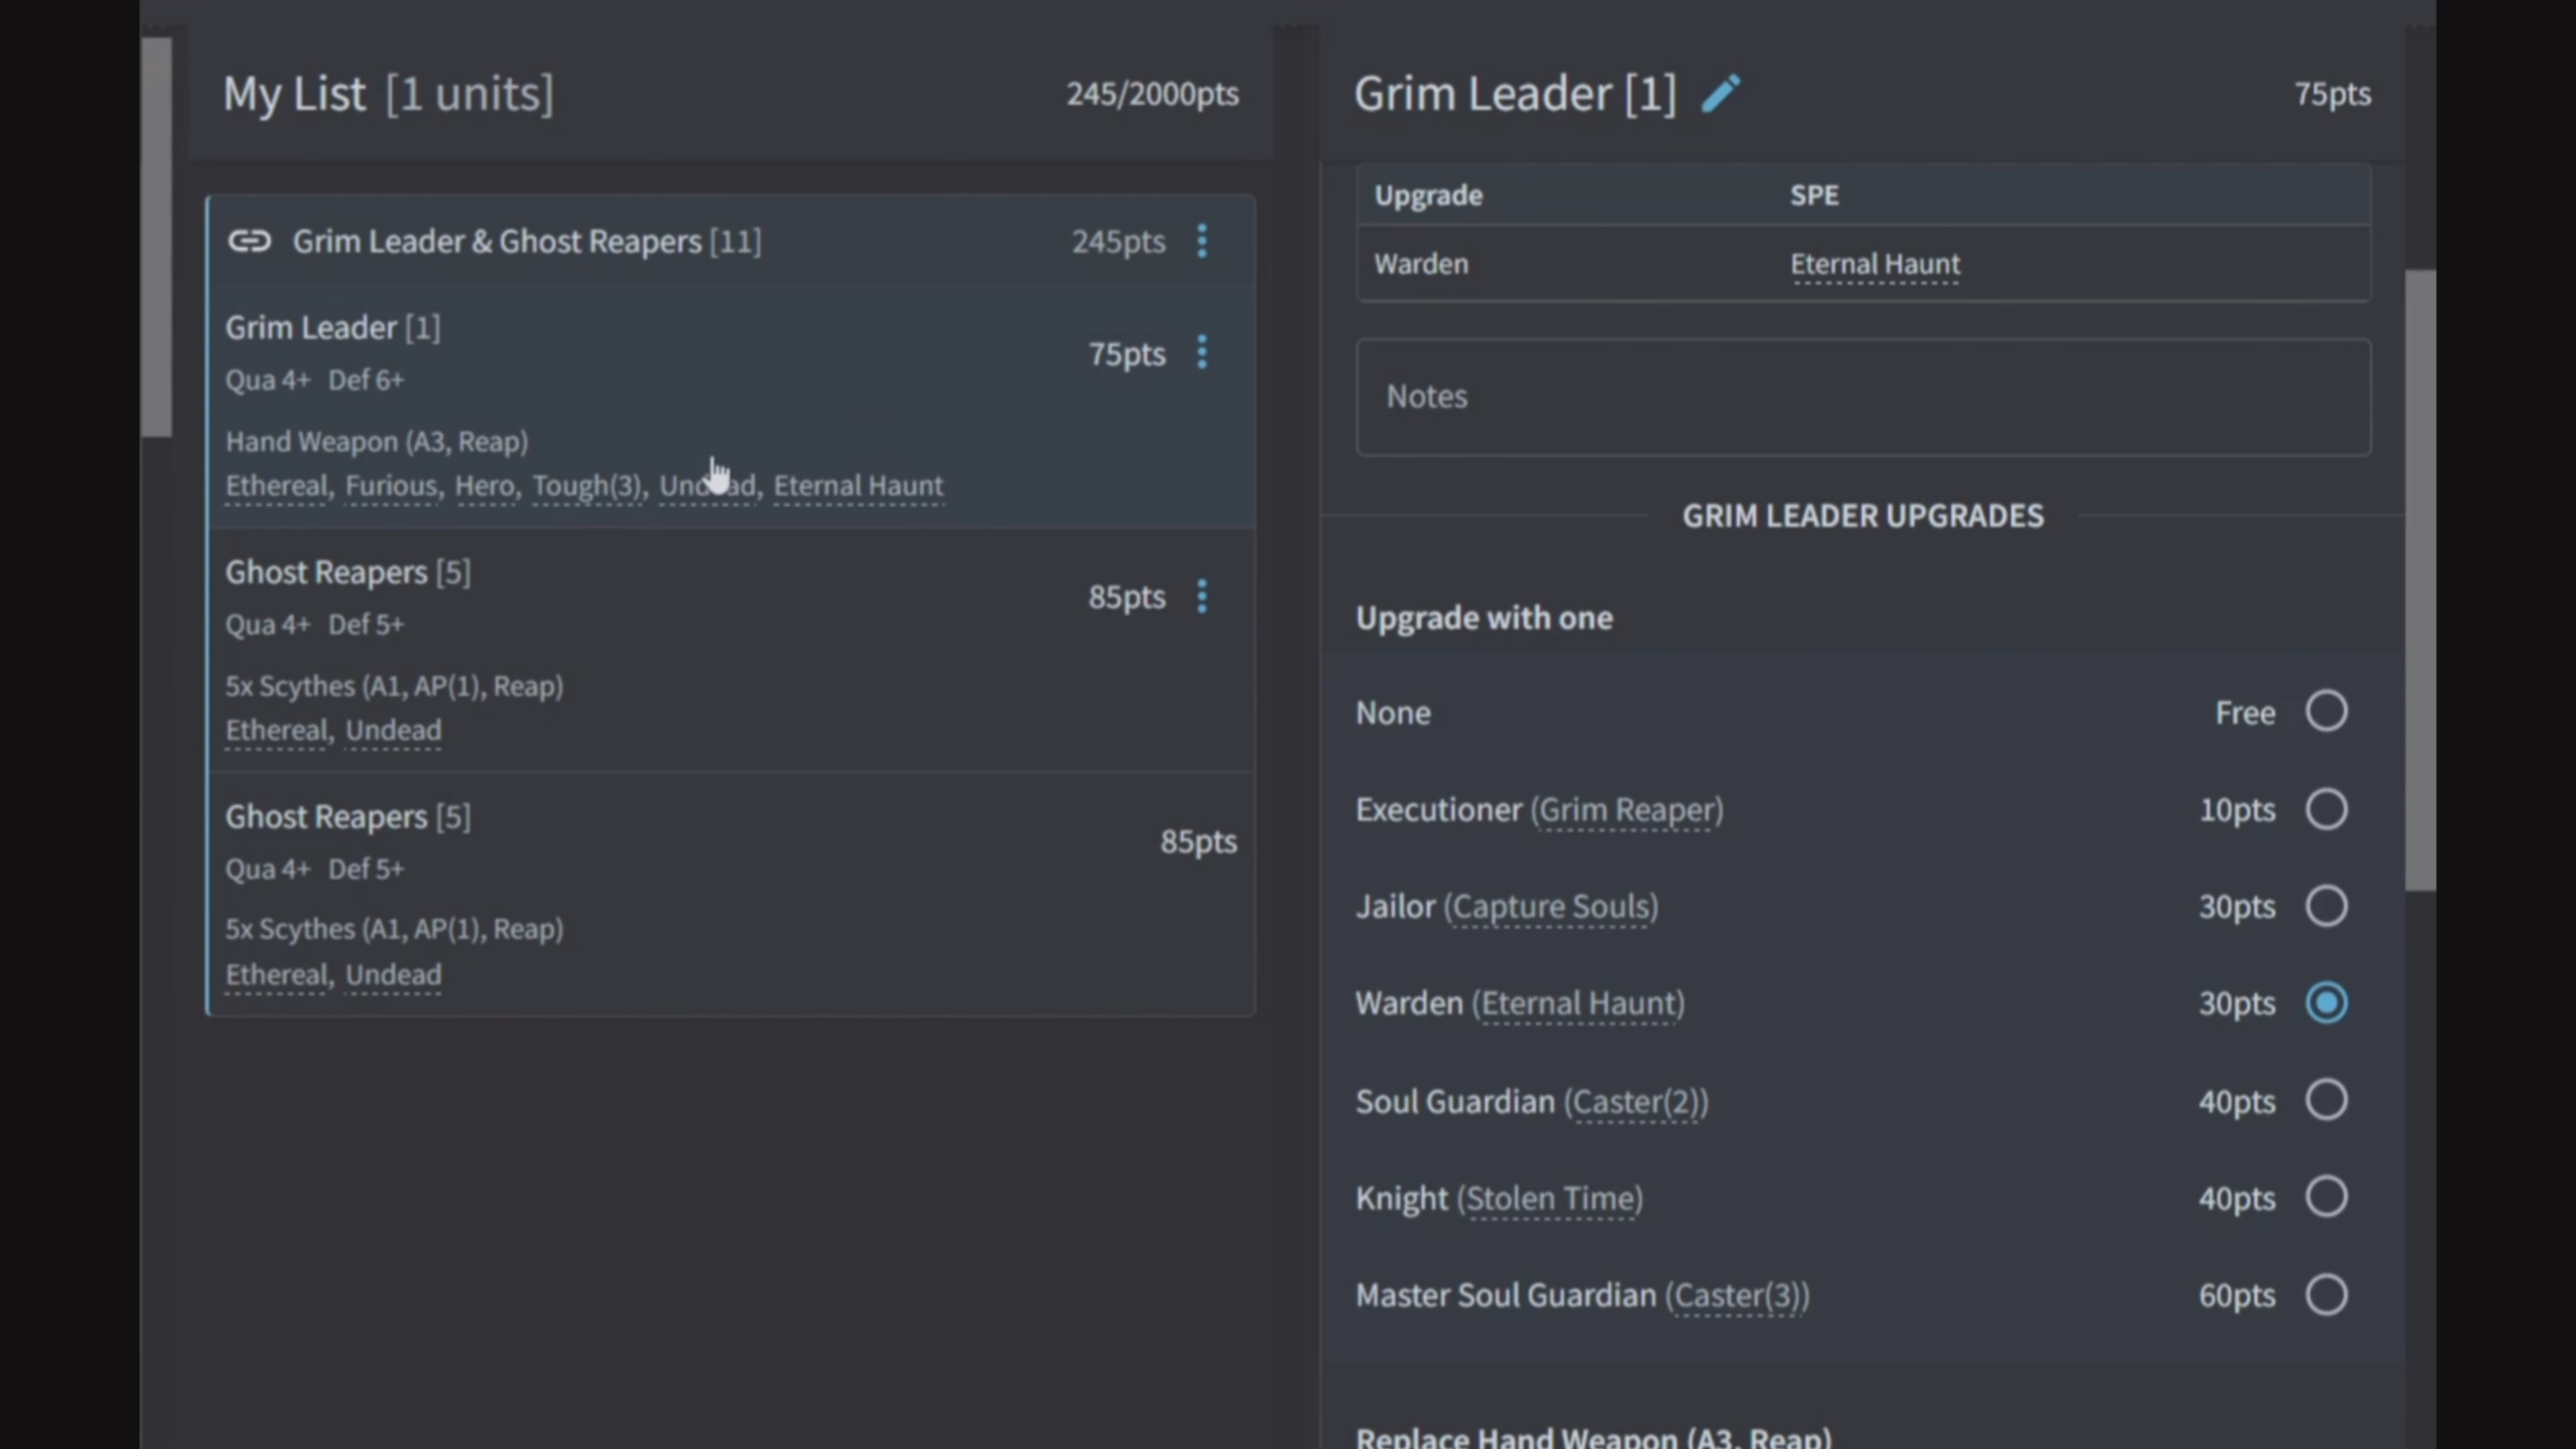 My List [1 units]
245/2000pts
Grim Leader & Ghost Reapers [11]
245pts
Grim Leader [1]
75pts
Qua 4+ Def 6+
Hand Weapon (A3, Reap)
Ethereal, Furious, Hero, Tough(3), Undead, Eternal Haunt
Ghost Reapers [5]
85pts
Qua 4+ Def 5+
5x Scythes (A1, AP(1), Reap)
Ethereal, Undead
Ghost Reapers [5]
85pts
Qua 4+ Def 5+
5x Scythes (A1, AP(1), Reap)
Ethereal, Undead
Grim Leader [1]
75pts
Upgrade SPE
Warden Eternal Haunt
Notes
GRIM LEADER UPGRADES
Upgrade with one
None Free
Executioner (Grim Reaper) 10pts
Jailor (Capture Souls) 30pts
Warden (Eternal Haunt) 30pts
Soul Guardian (Caster(2)) 40pts
Knight (Stolen Time) 40pts
Master Soul Guardian (Caster(3)) 60pts
Replace Hand Weapon (A3, Reap)